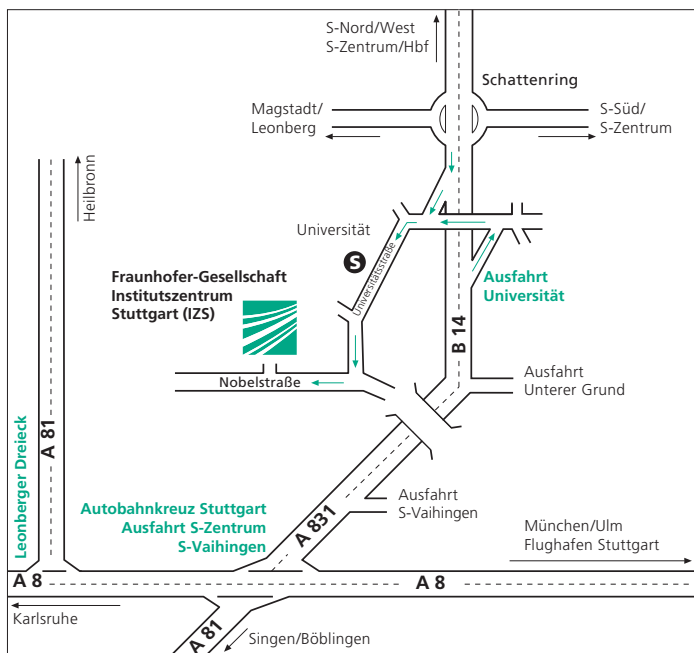 S-Nord/West
S-Zentrum/Hbf
Schattenring
Magstadt/
Leonberg
S-Süd/
S-Zentrum
Heilbronn
Universität
S
Universitätsstraße
Fraunhofer-Gesellschaft
Institutszentrum
Stuttgart (IZS)
Ausfahrt
Universität
B 14
Nobelstraße
Ausfahrt
Unterer Grund
A 81
Leonberger Dreieck
Autobahnkreuz Stuttgart
Ausfahrt S-Zentrum
S-Vaihingen
A 831
Ausfahrt
S-Vaihingen
München/Ulm
Flughafen Stuttgart
A 8
A 8
Karlsruhe
A 81
Singen/Böblingen